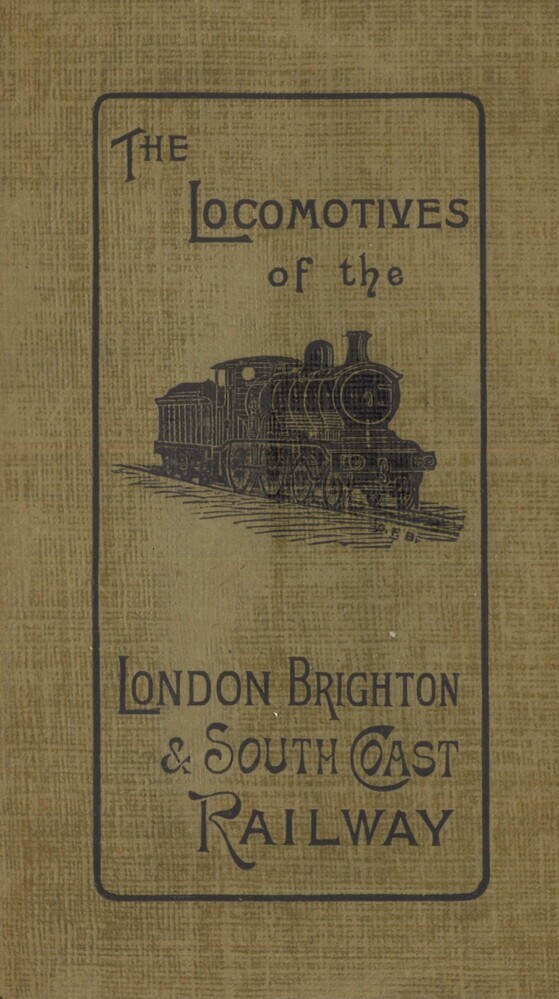 THE
LOCOMOTIVES
of the
LONDON BRIGHTON
& SOUTH COAST
RAILWAY